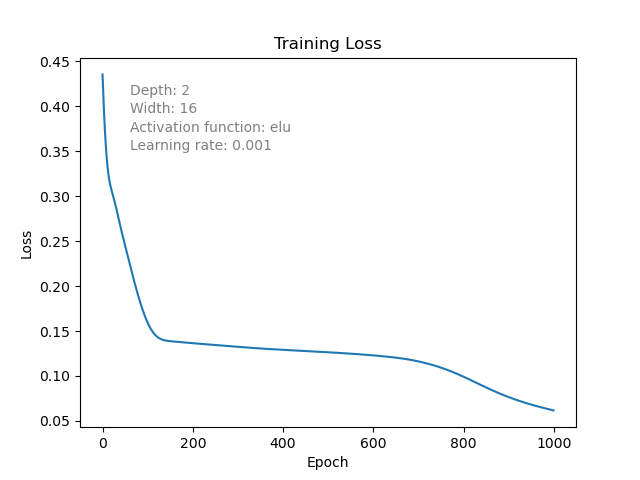 Training Loss
Depth: 2
Width: 16
Activation function: elu
Learning rate: 0.001
0.45
0.40
0.35
0.30
0.25
0.20
0.15
0.10
0.05
Loss
0 200 400 600 800 1000
Epoch